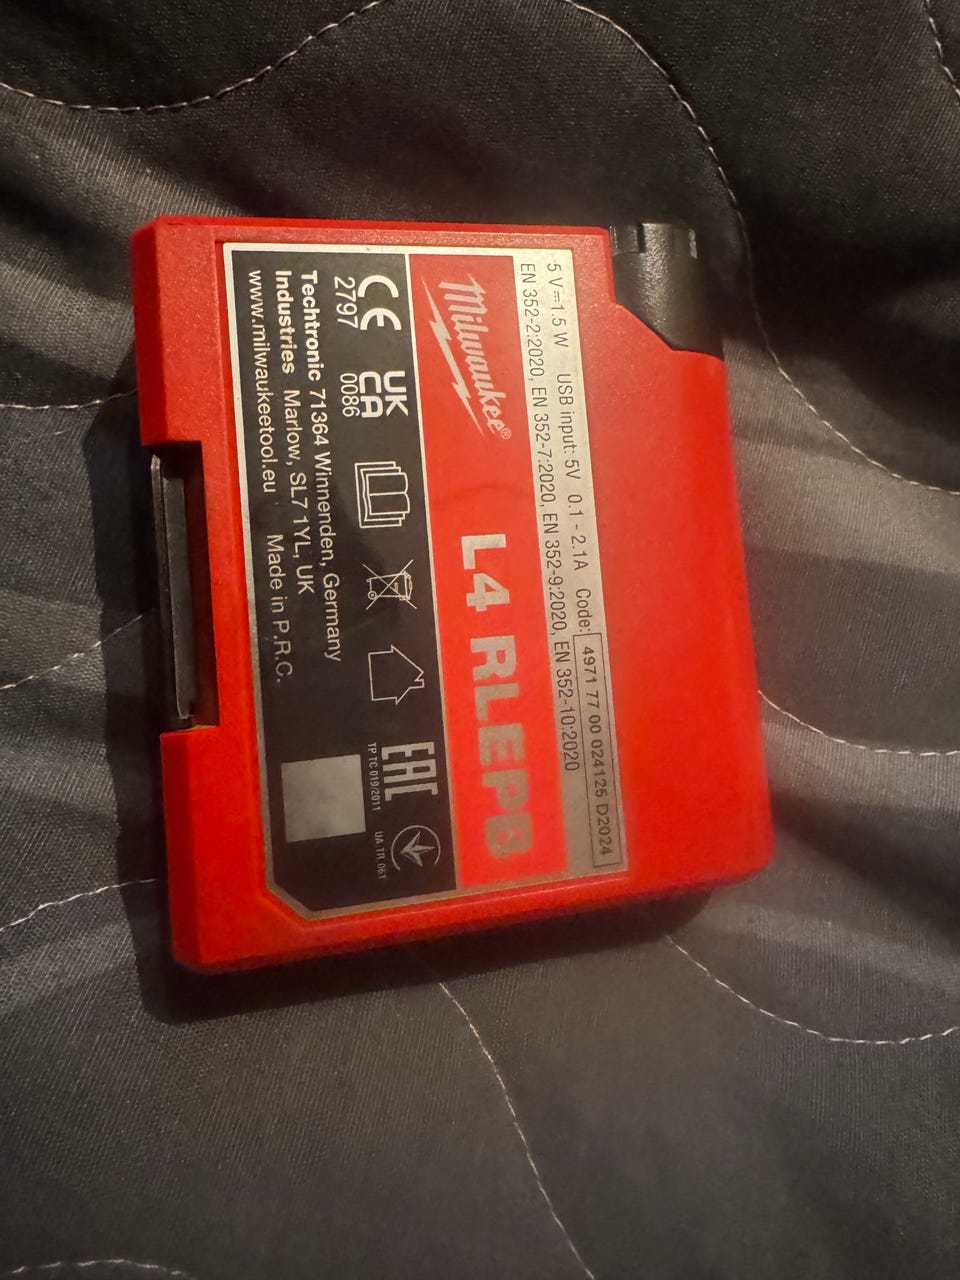 5 V⎓1.5 W USB input: 5V 0.1 - 2.1A Code: 4971 77 00 024125 D2024
EN 352-2:2020, EN 352-7:2020, EN 352-9:2020, EN 352-10:2020
Milwaukee®
L4 RLEPB
CE
2797
UK
CA
0086
EAC
TP TC 019/2011
UA.TR.061
Techtronic 71364 Winnenden, Germany
Industries Marlow, SL7 1YL, UK
www.milwaukeetool.eu Made in P.R.C.